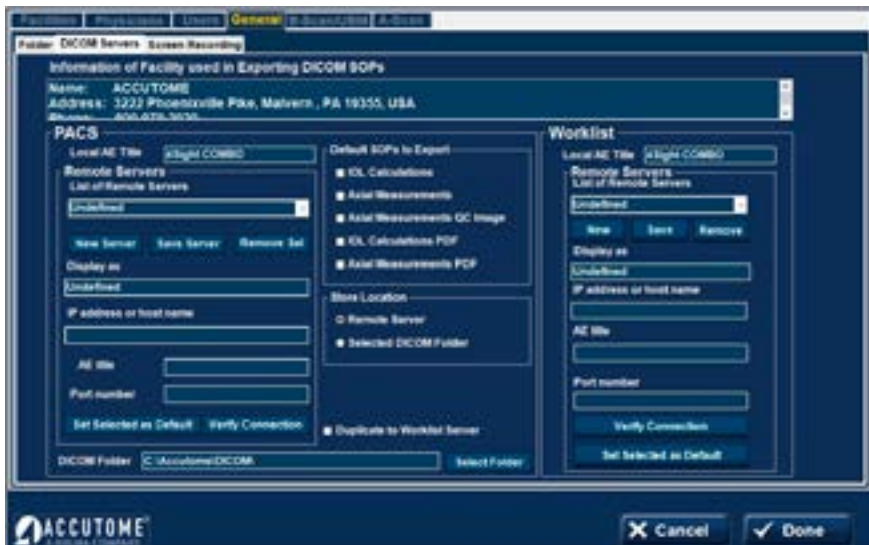 Facilities Physicians Users General B-Scan/UBM A-Scan
Folder DICOM Servers Screen Recording
Information of Facility used in Exporting DICOM SOPs
Name: ACCUTOME
Address: 3222 Phoenixville Pike, Malvern , PA 19355, USA
PACS
Local AE Title
Remote Servers
List of Remote Servers
Undefined
New Server Save Server Remove Sel
Display as
Undefined
IP address or host name
AE title
Port number
Set Selected as Default Verify Connection
DICOM Folder C:\Accutome\DICOM\ Select Folder
Default SOPs to Export
IOL Calculations
Axial Measurements
Axial Measurements QC Image
IOL Calculations PDF
Axial Measurements PDF
Store Location
Remote Server
Selected DICOM Folder
Duplicate to Worklist Server
Worklist
Local AE Title
Remote Servers
List of Remote Servers
Undefined
New Save Remove
Display as
Undefined
IP address or host name
AE title
Port number
Verify Connection
Set Selected as Default
ACCUTOME
Cancel Done